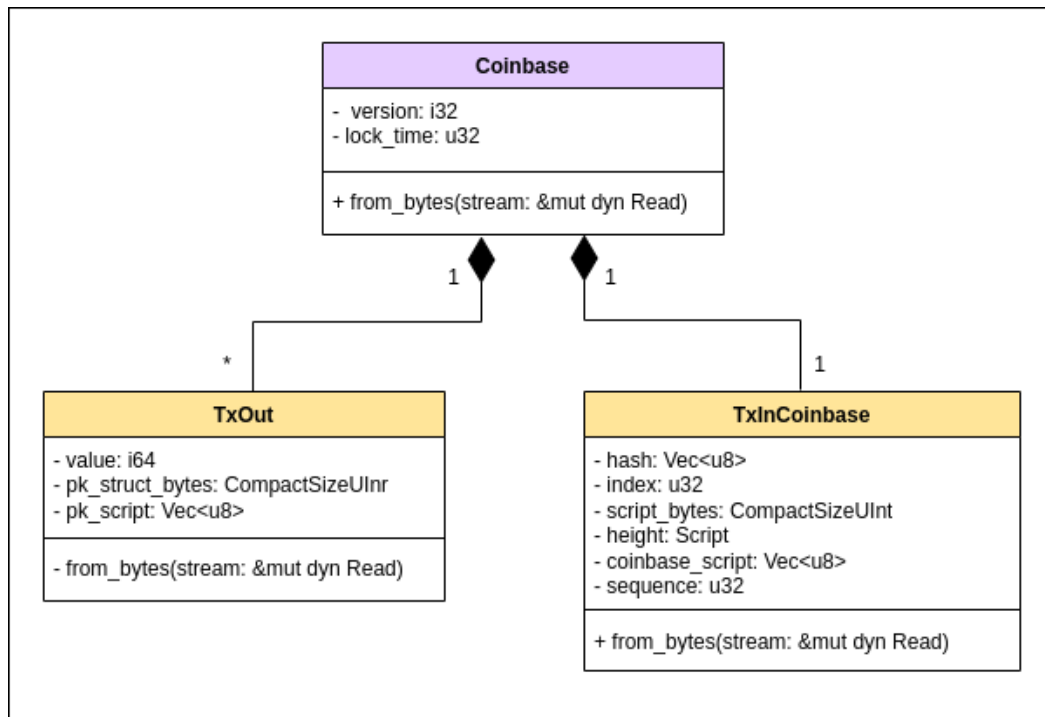 Coinbase
- version: i32
- lock_time: u32
+ from_bytes(stream: &mut dyn Read)
1
1
*
1
TxOut
- value: i64
- pk_struct_bytes: CompactSizeUInr
- pk_script: Vec<u8>
- from_bytes(stream: &mut dyn Read)
TxInCoinbase
- hash: Vec<u8>
- index: u32
- script_bytes: CompactSizeUInt
- height: Script
- coinbase_script: Vec<u8>
- sequence: u32
+ from_bytes(stream: &mut dyn Read)